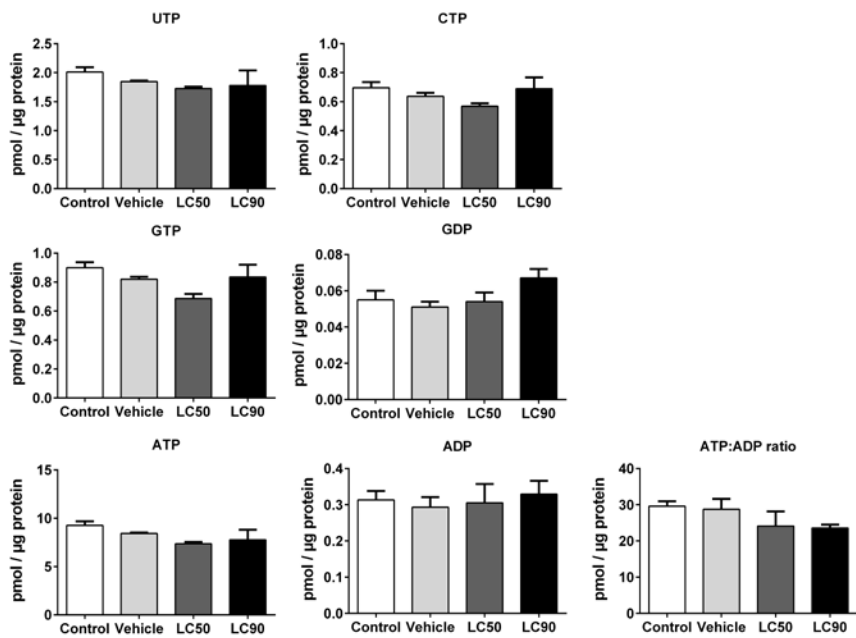 UTP
pmol / µg protein
2.5
2.0
1.5
1.0
0.5
0.0
Control Vehicle LC50 LC90
CTP
pmol / µg protein
1.0
0.8
0.6
0.4
0.2
0.0
Control Vehicle LC50 LC90
GTP
pmol / µg protein
1.0
0.8
0.6
0.4
0.2
0.0
Control Vehicle LC50 LC90
GDP
pmol / µg protein
0.08
0.06
0.04
0.02
0.00
Control Vehicle LC50 LC90
ATP
pmol / µg protein
15
10
5
0
Control Vehicle LC50 LC90
ADP
pmol / µg protein
0.4
0.3
0.2
0.1
0.0
Control Vehicle LC50 LC90
ATP:ADP ratio
pmol / µg protein
40
30
20
10
0
Control Vehicle LC50 LC90